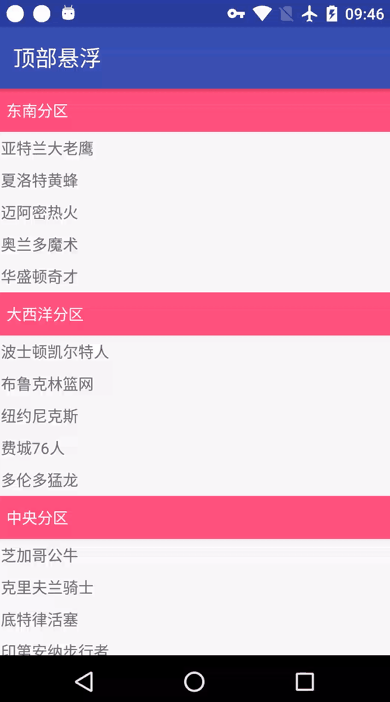 09:46
顶部悬浮
东南分区
亚特兰大老鹰
夏洛特黄蜂
迈阿密热火
奥兰多魔术
华盛顿奇才
大西洋分区
波士顿凯尔特人
布鲁克林篮网
纽约尼克斯
费城76人
多伦多猛龙
中央分区
芝加哥公牛
克里夫兰骑士
底特律活塞
印第安纳步行者